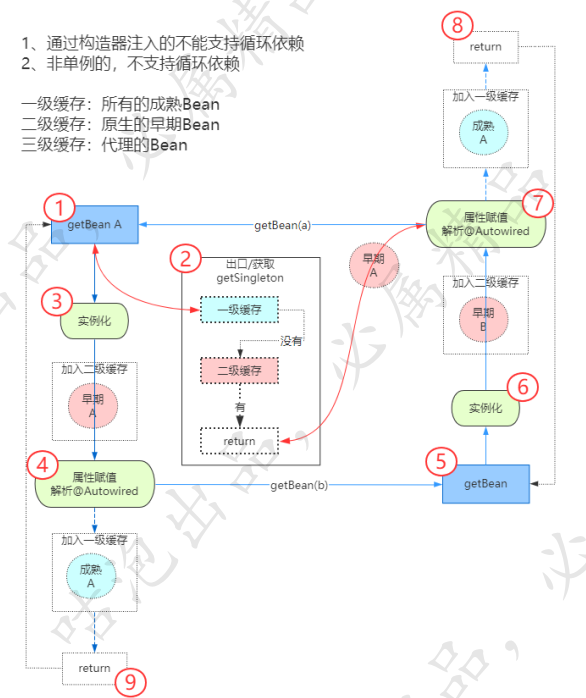 1、通过构造器注入的不能支持循环依赖
2、非单例的，不支持循环依赖
一级缓存：所有的成熟Bean
二级缓存：原生的早期Bean
三级缓存：代理的Bean
1
getBean A
2
出口/获取
getSingleton
一级缓存
没有
二级缓存
有
return
3
实例化
加入二级缓存
早期
A
4
属性赋值
解析@Autowired
getBean(b)
5
getBean
6
实例化
加入二级缓存
早期
B
7
属性赋值
解析@Autowired
getBean(a)
早期
A
加入一级缓存
成熟
A
8
return
加入一级缓存
成熟
A
return
9
咕泡出品，必属精品